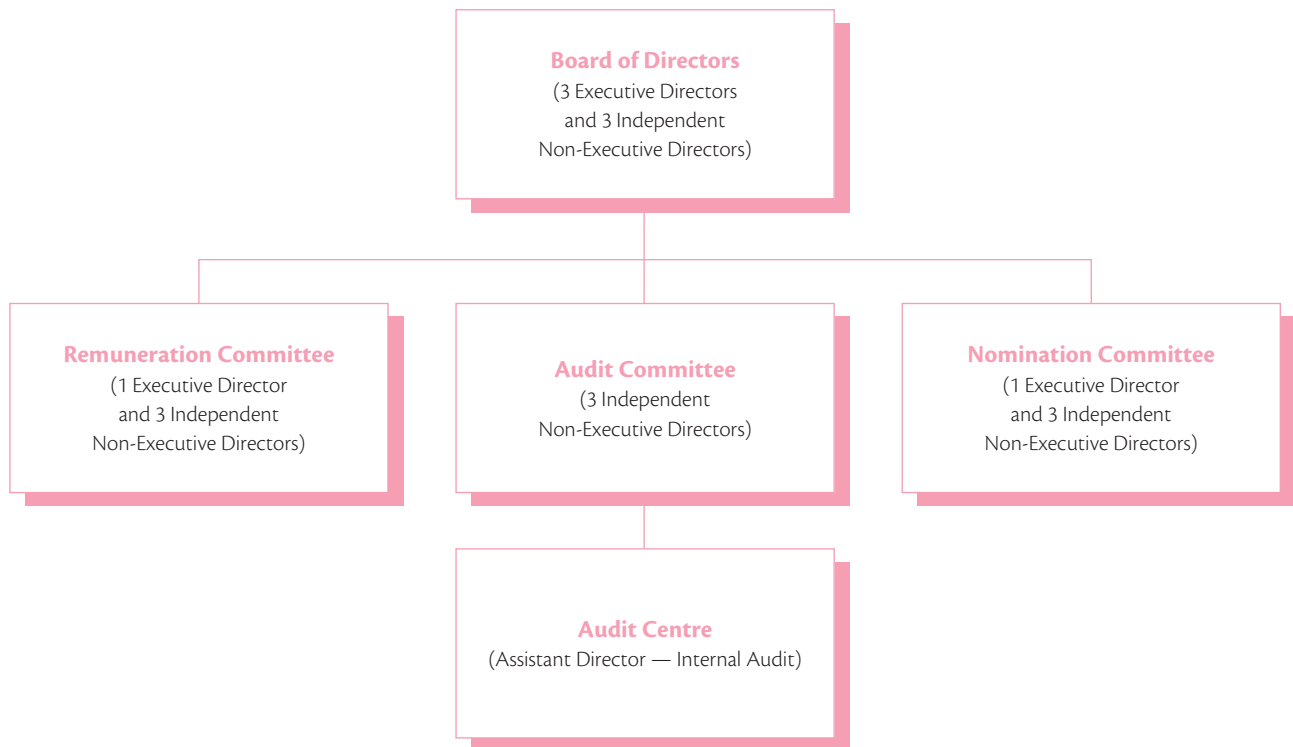 Board of Directors
(3 Executive Directors
and 3 Independent
Non-Executive Directors)
Remuneration Committee
(1 Executive Director
and 3 Independent
Non-Executive Directors)
Audit Committee
(3 Independent
Non-Executive Directors)
Nomination Committee
(1 Executive Director
and 3 Independent
Non-Executive Directors)
Audit Centre
(Assistant Director — Internal Audit)